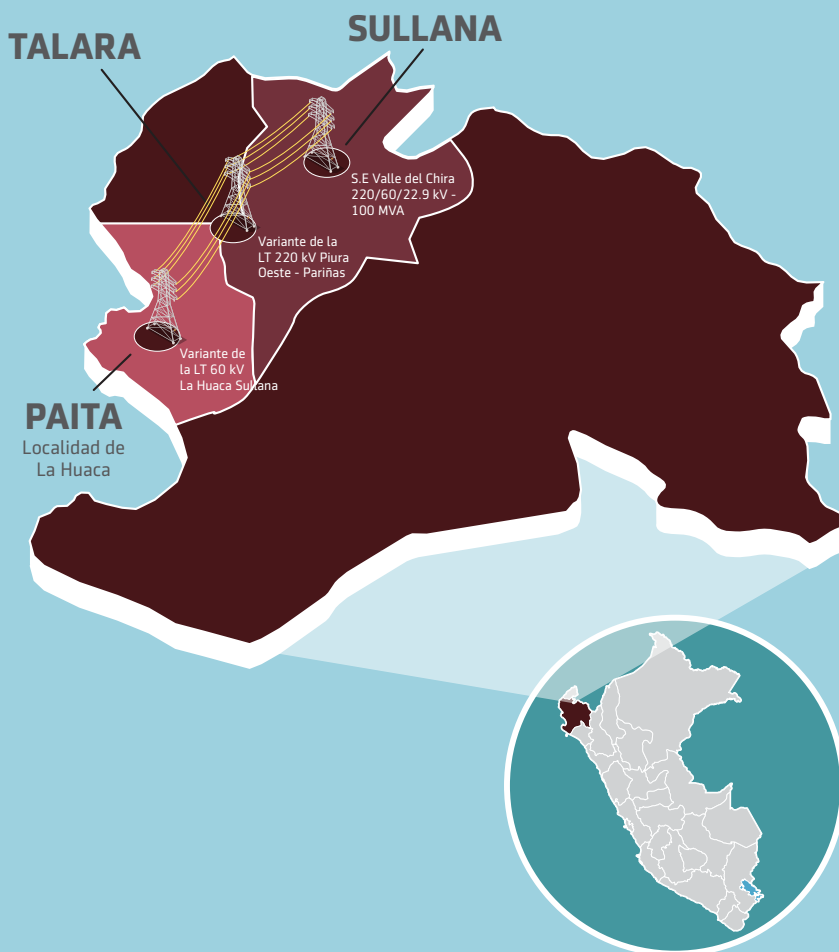 SULLANA
TALARA
S.E Valle del Chira
220/60/22.9 kV -
100 MVA
Variante de la
LT 220 kV Piura
Oeste - Pariñas
Variante de
la LT 60 kV
La Huaca Sullana
PAITA
Localidad de
La Huaca